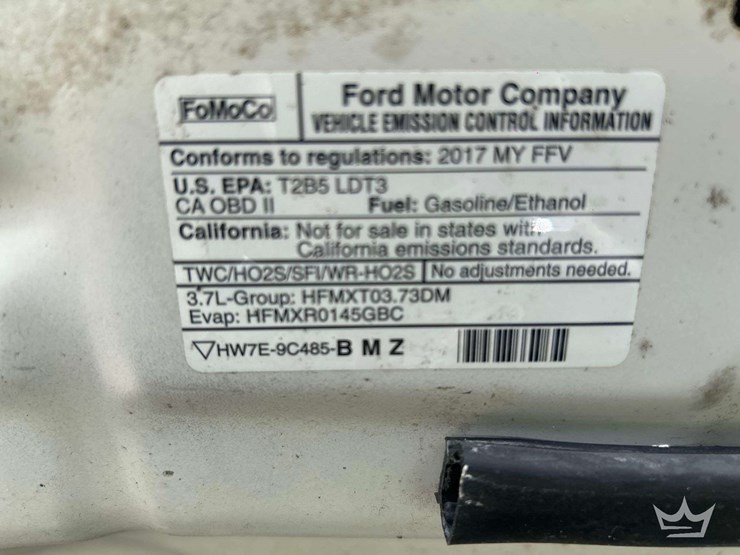 FoMoCo
Ford Motor Company
VEHICLE EMISSION CONTROL INFORMATION
Conforms to regulations: 2017 MY FFV
U.S. EPA: T2B5 LDT3
CA OBD II Fuel: Gasoline/Ethanol
California: Not for sale in states with
California emissions standards.
TWC/HO2S/SFI/WR-HO2S No adjustments needed.
3.7L-Group: HFMXT03.73DM
Evap: HFMXR0145GBC
HW7E-9C485-B M Z